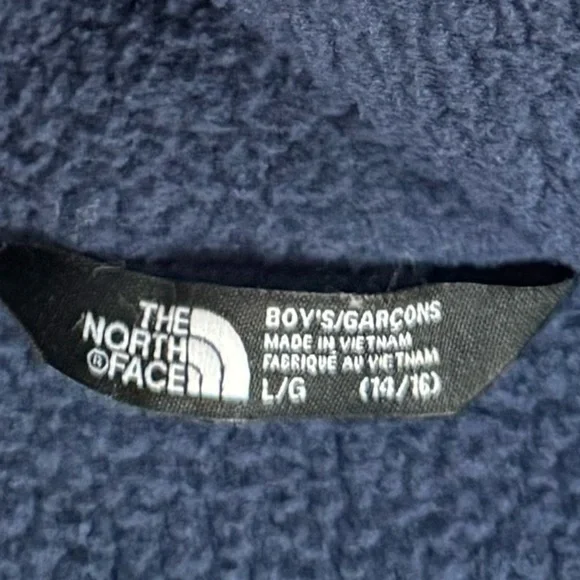 THE
NORTH
® FACE
BOY'S/GARÇONS
MADE IN VIETNAM
FABRIQUÉ AU VIETNAM
L/G (14/16)